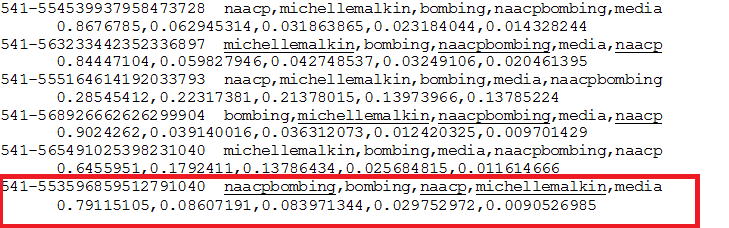 541-554539937958473728 naacp,michellemalkin,bombing,naacpbombing,media
0.8676785,0.062945314,0.031863865,0.023184044,0.014328244
541-563233442352336897 michellemalkin,bombing,naacpbombing,media,naacp
0.84447104,0.059827946,0.042748537,0.03249106,0.020461395
541-555164614192033793 naacp,michellemalkin,bombing,media,naacpbombing
0.28545412,0.22317381,0.21378015,0.13973966,0.13785224
541-568926662626299904 bombing,michellemalkin,naacpbombing,media,naacp
0.9024262,0.039140016,0.036312073,0.012420325,0.009701429
541-565491025398231040 michellemalkin,bombing,media,naacpbombing,naacp
0.6455951,0.1792411,0.13786434,0.025684815,0.011614666
541-553596859512791040 naacpbombing,bombing,naacp,michellemalkin,media
0.79115105,0.08607191,0.083971344,0.029752972,0.0090526985